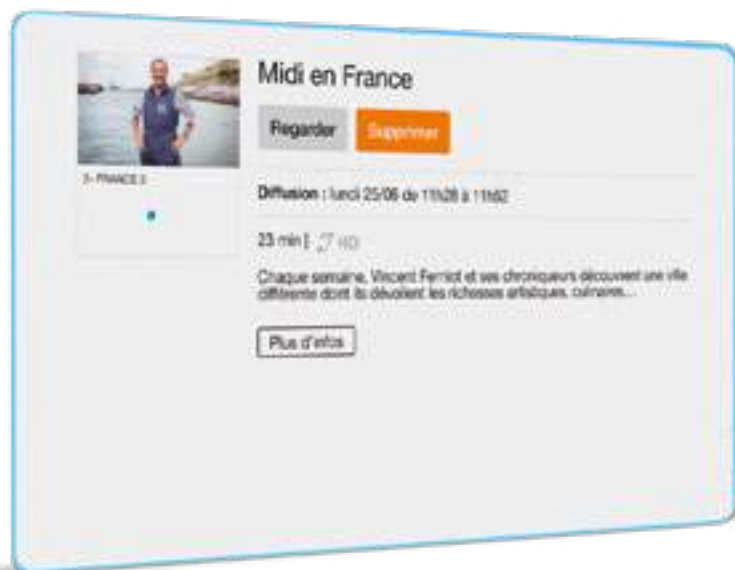 Midi en France
Regarder
Supprimer
3- FRANCE 3
Diffusion : lundi 25/06 de 11h28 à 11h52
23 min | HD
Chaque semaine, Vincent Ferniot et ses chroniqueurs découvrent une ville
différente dont ils dévoilent les richesses artistiques, culinaires...
Plus d'infos